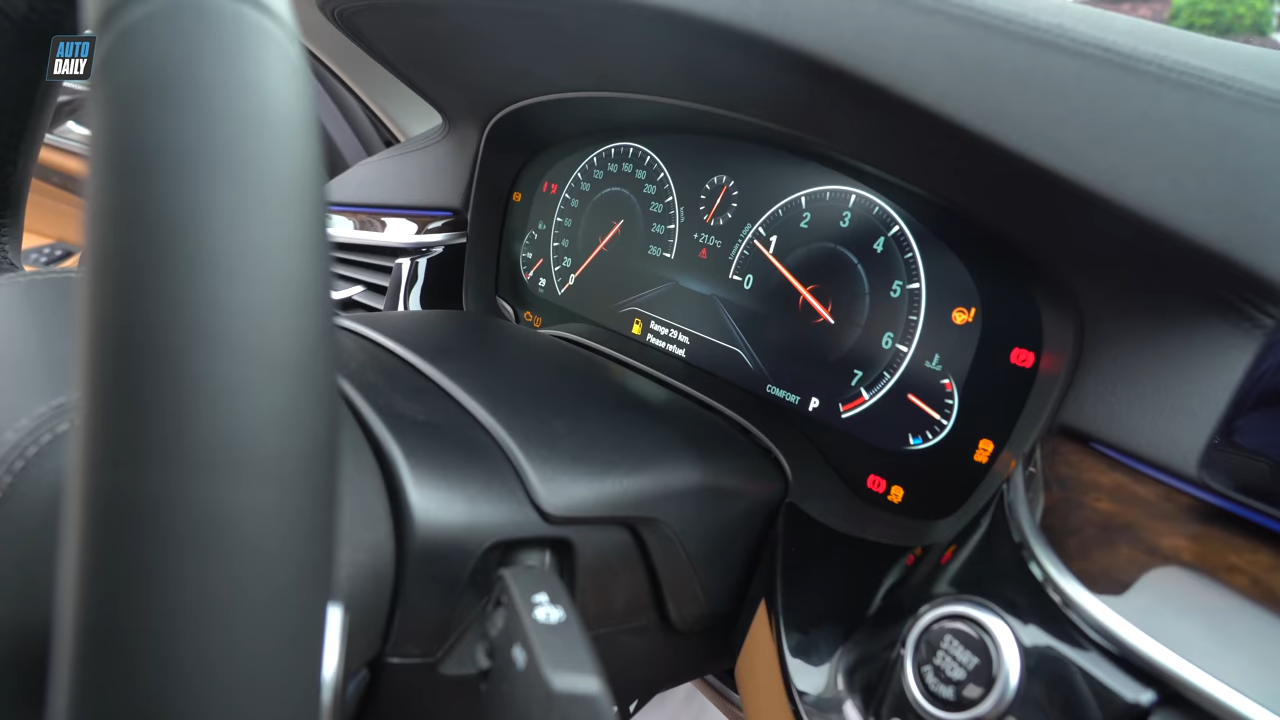 AUTO
DAILY
0
20
40
60
80
100
120
140
160
180
200
220
240
260
km/h
29
+ 21.0°C
1/min x 1000
0
1
2
3
4
5
6
7
Range 29 km.
Please refuel.
COMFORT P
START
STOP
ENGINE